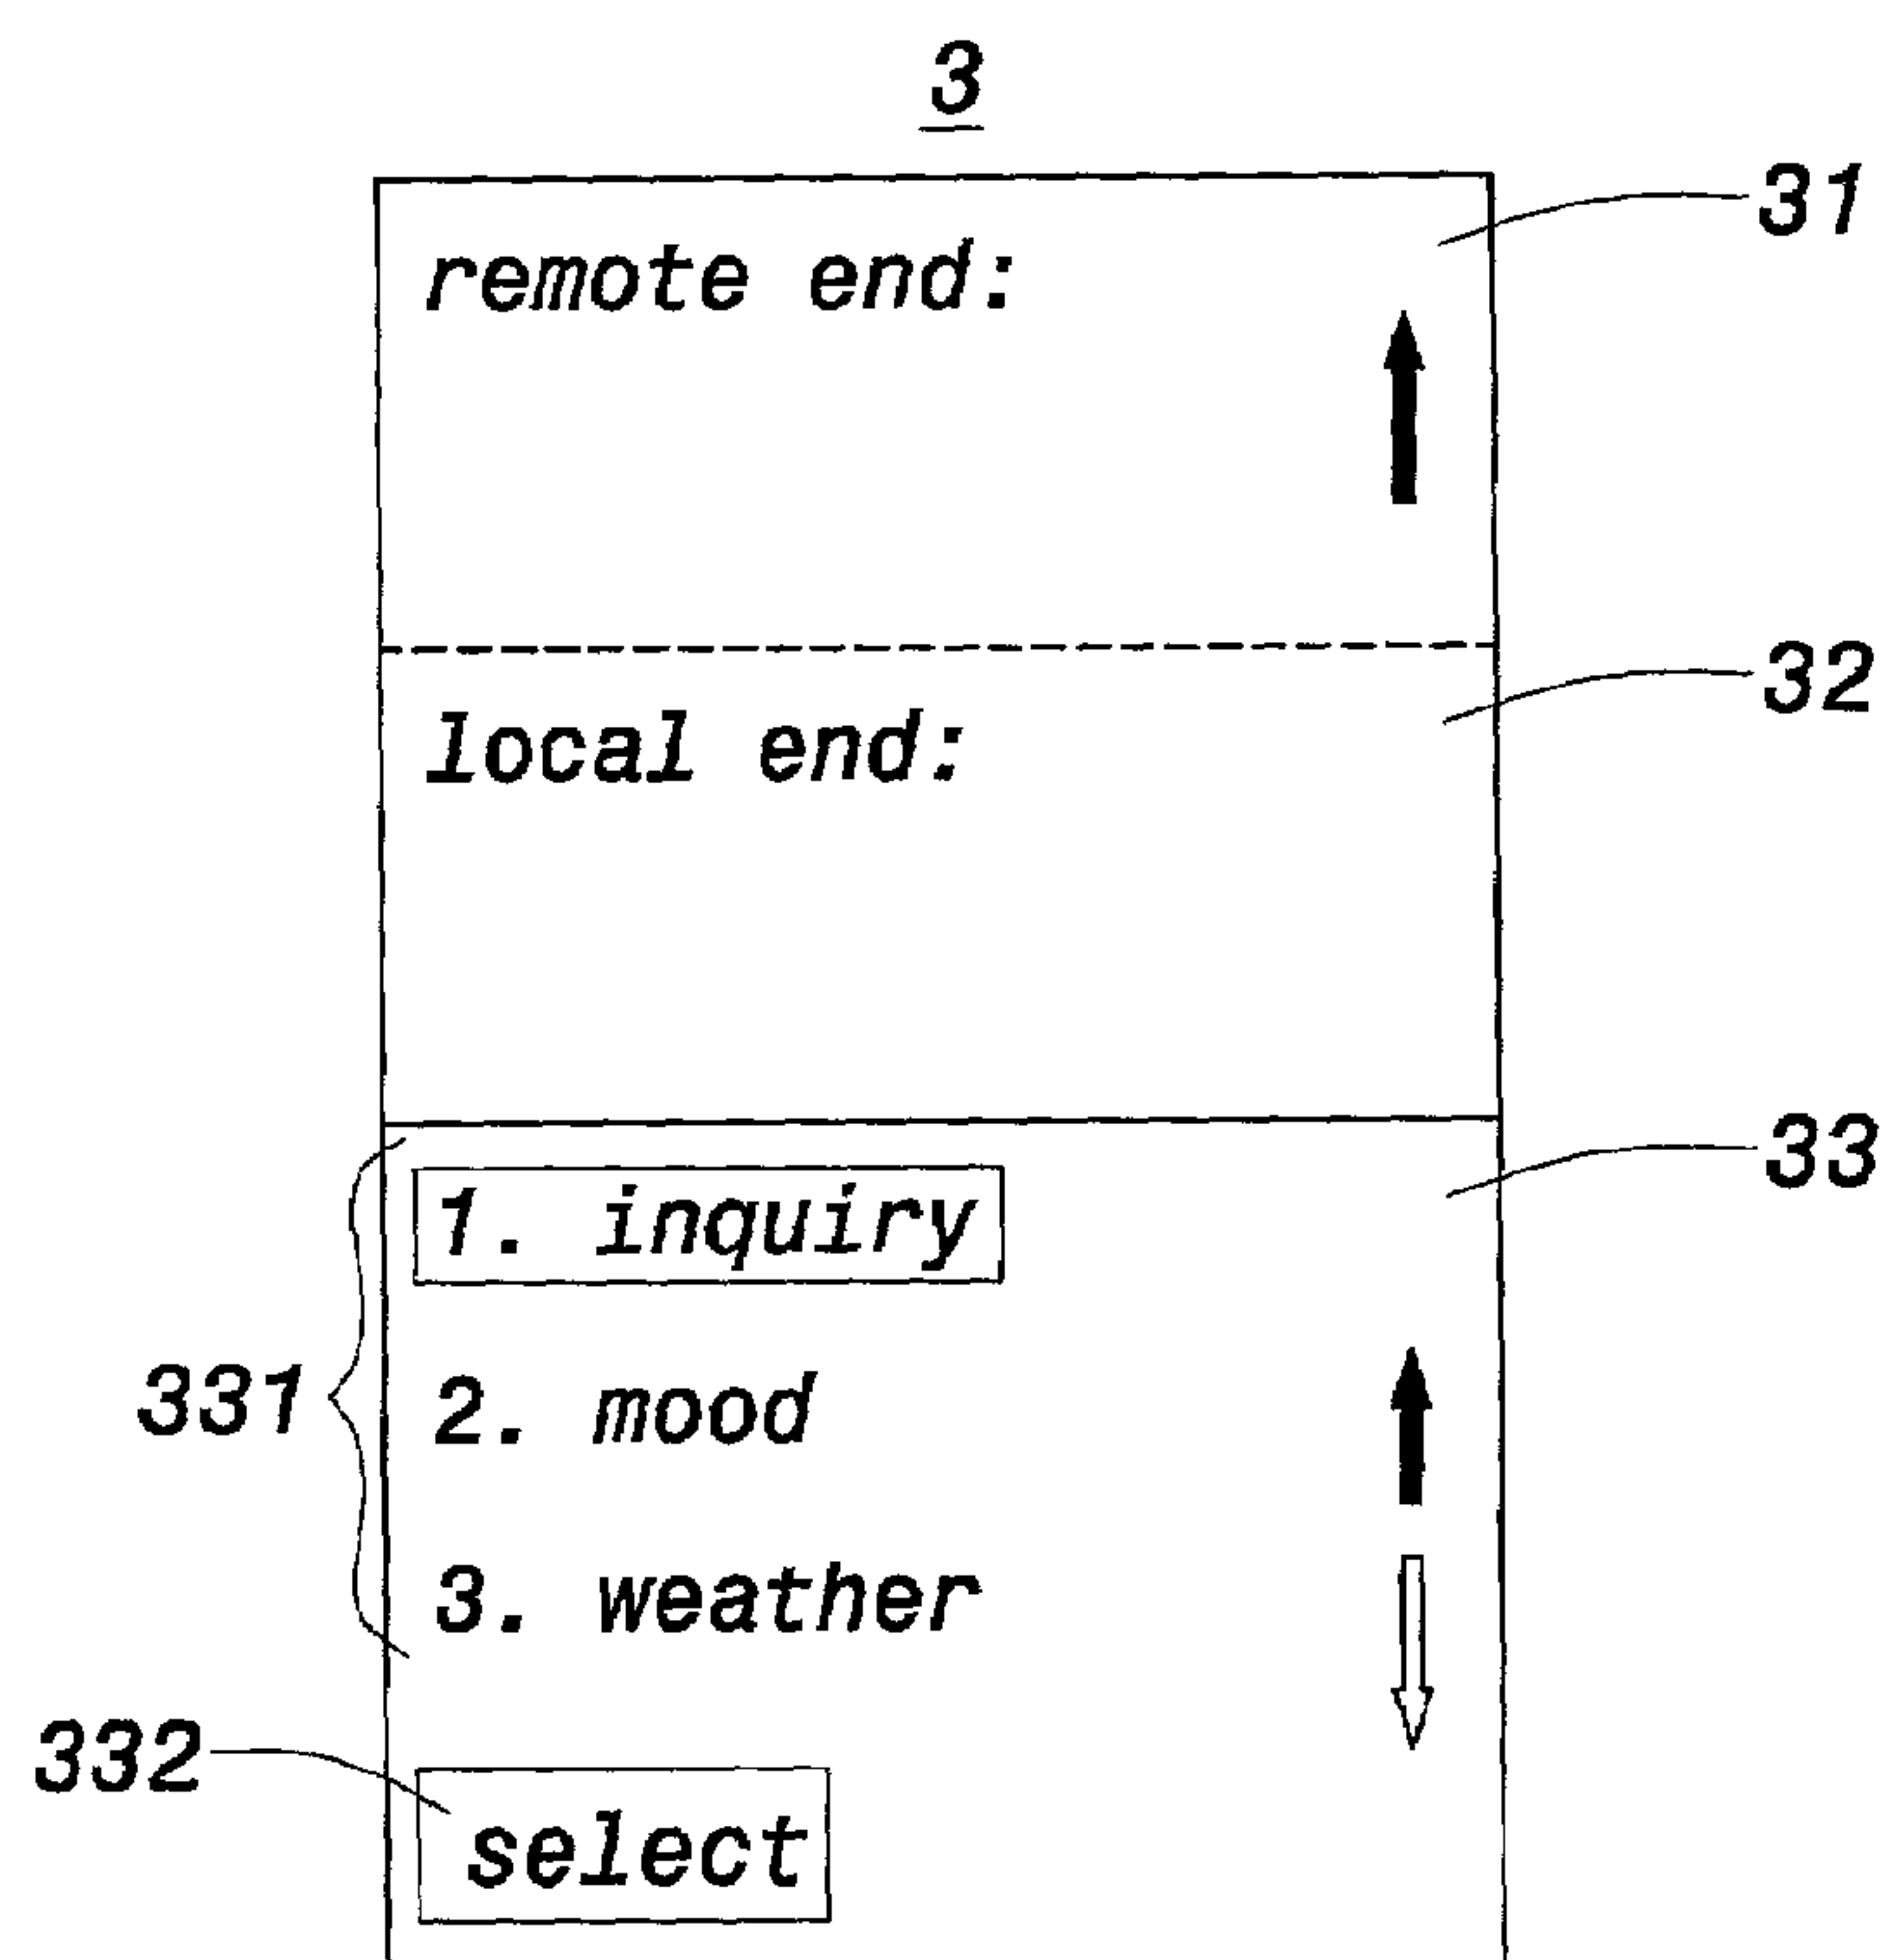 3
31
remote end:
32
local end:
33
1. inquiry
331
2. mood
3. weather
332
select